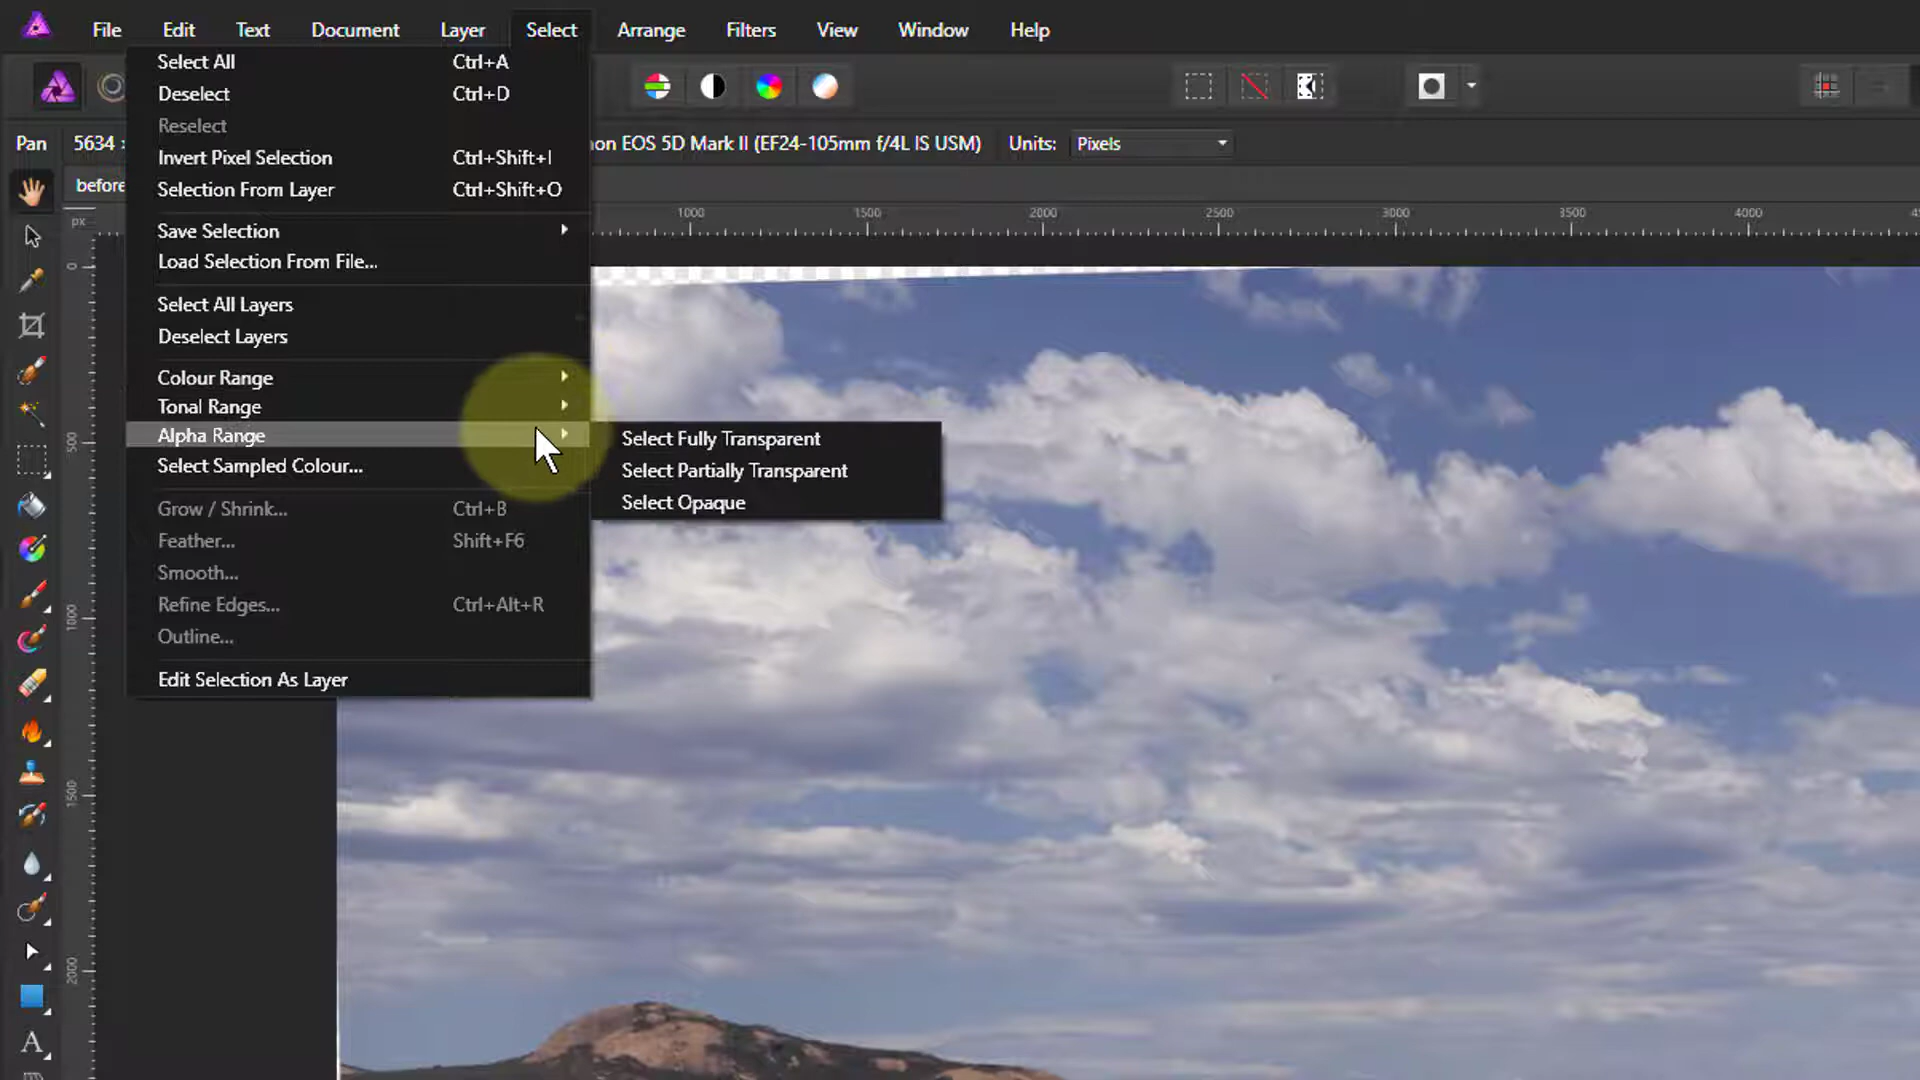 File Edit Text Document Layer Select Arrange Filters View Window Help
Select All Ctrl+A
Deselect Ctrl+D
Reselect
Invert Pixel Selection Ctrl+Shift+I
Selection From Layer Ctrl+Shift+O
Save Selection
Load Selection From File...
Select All Layers
Deselect Layers
Colour Range
Tonal Range
Alpha Range
Select Sampled Colour...
Grow / Shrink... Ctrl+B
Feather... Shift+F6
Smooth...
Refine Edges... Ctrl+Alt+R
Outline...
Edit Selection As Layer
Select Fully Transparent
Select Partially Transparent
Select Opaque
Pan 5634 non EOS 5D Mark II (EF24-105mm f/4L IS USM) Units: Pixels
before
px 1000 1500 2000 2500 3000 3500 4000
0
500
1000
1500
2000